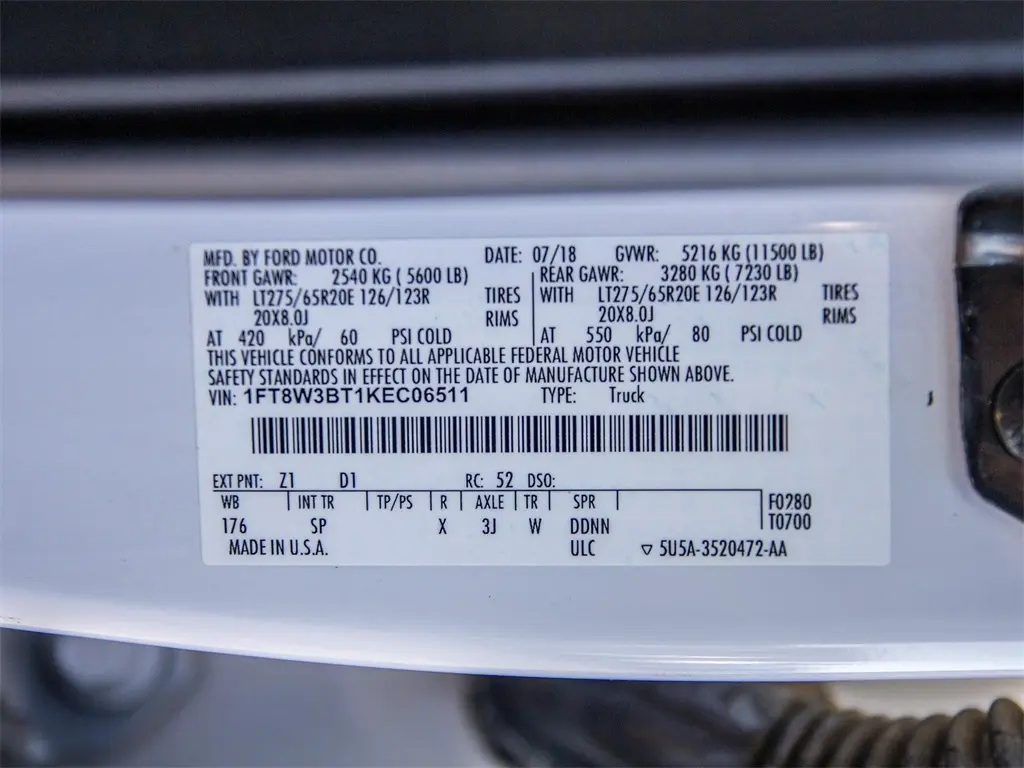 MFD. BY FORD MOTOR CO. DATE: 07/18 GVWR: 5216 KG (11500 LB)
FRONT GAWR: 2540 KG ( 5600 LB) REAR GAWR: 3280 KG ( 7230 LB)
WITH LT275/65R20E 126/123R TIRES WITH LT275/65R20E 126/123R TIRES
20X8.0J RIMS 20X8.0J RIMS
AT 420 kPa/ 60 PSI COLD AT 550 kPa/ 80 PSI COLD
THIS VEHICLE CONFORMS TO ALL APPLICABLE FEDERAL MOTOR VEHICLE
SAFETY STANDARDS IN EFFECT ON THE DATE OF MANUFACTURE SHOWN ABOVE.
VIN: 1FT8W3BT1KEC06511 TYPE: Truck
EXT PNT: Z1 D1 RC: 52 DSO:
WB INT TR TP/PS R AXLE TR SPR F0280
176 SP X 3J W DDNN T0700
MADE IN U.S.A. ULC ▽ 5U5A-3520472-AA